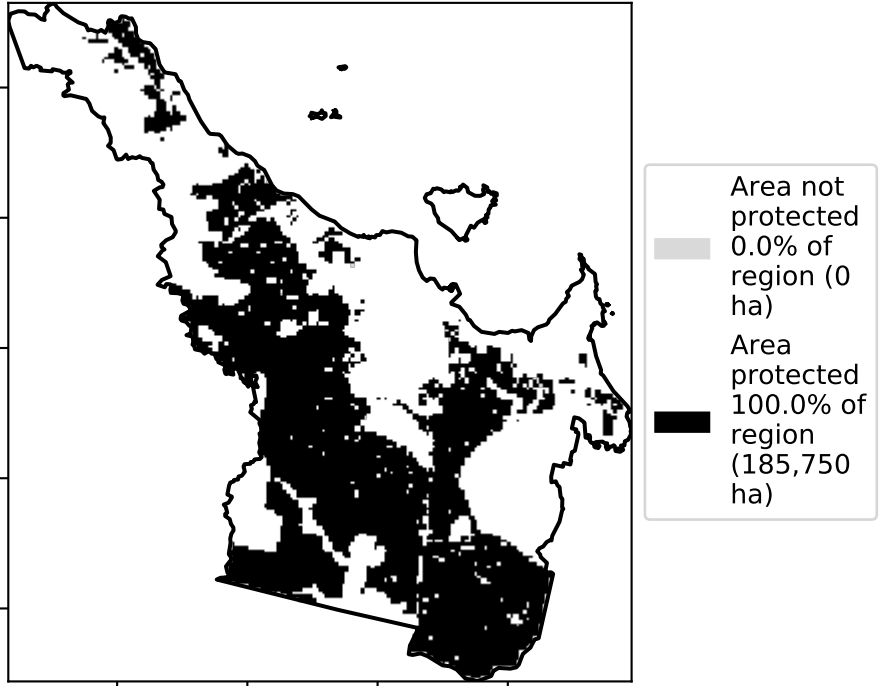 Area not
protected
0.0% of
region (0
ha)
Area
protected
100.0% of
region
(185,750
ha)